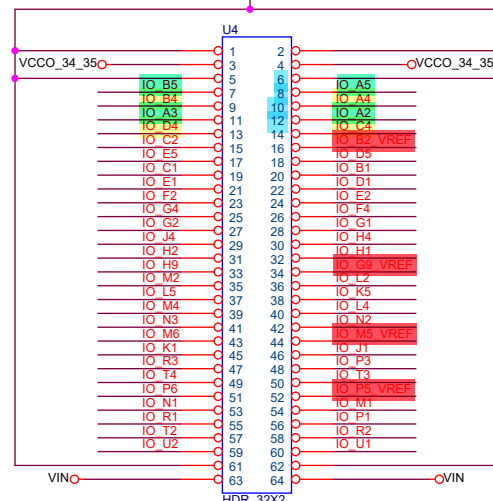 U4
1 2
VCCO_34_35 3 4 VCCO_34_35
5 6
IO_B5 7 8 IO_A5
IO_B4 9 10 IO_A4
IO_A3 11 12 IO_A2
IO_D4 13 14 IO_C4
IO_C2 15 16 IO_B2_VREF
IO_E5 17 18 IO_D5
IO_C1 19 20 IO_B1
IO_E1 21 22 IO_D1
IO_F2 23 24 IO_E2
IO_G4 25 26 IO_F4
IO_G2 27 28 IO_G1
IO_J4 29 30 IO_H4
IO_H2 31 32 IO_H1
IO_H9 33 34 IO_G9_VREF
IO_M2 35 36 IO_L2
IO_L5 37 38 IO_K5
IO_M4 39 40 IO_L4
IO_N3 41 42 IO_N2
IO_M6 43 44 IO_M5_VREF
IO_K1 45 46 IO_J1
IO_R3 47 48 IO_P3
IO_T4 49 50 IO_T3
IO_P6 51 52 IO_P5_VREF
IO_N1 53 54 IO_M1
IO_R1 55 56 IO_P1
IO_T2 57 58 IO_R2
IO_U2 59 60 IO_U1
61 62
VIN 63 64 VIN
HDR_32X2